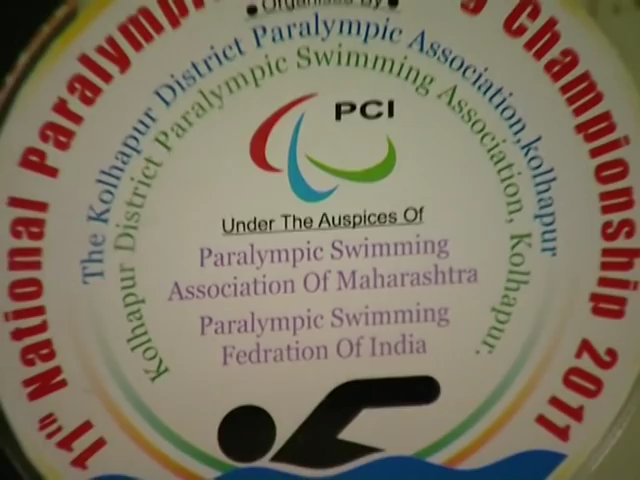 11th National Paralympic g Championship 2011
Organised By
The Kolhapur District Paralympic Association,kolhapur
Kolhapur District Paralympic Swimming Association, Kolhapur.
PCI
Under The Auspices Of
Paralympic Swimming
Association Of Maharashtra
Paralympic Swimming
Fedration Of India